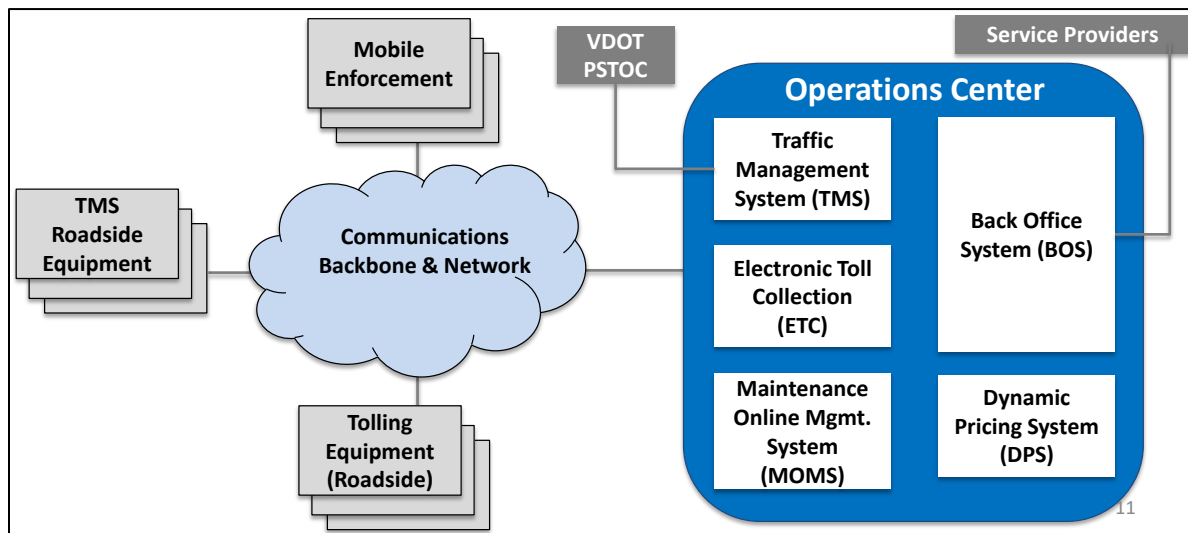 Mobile
Enforcement
VDOT
PSTOC
Service Providers
TMS
Roadside
Equipment
Communications
Backbone & Network
Tolling
Equipment
(Roadside)
Operations Center
Traffic
Management
System (TMS)
Back Office
System (BOS)
Electronic Toll
Collection
(ETC)
Maintenance
Online Mgmt.
System
(MOMS)
Dynamic
Pricing System
(DPS)
11